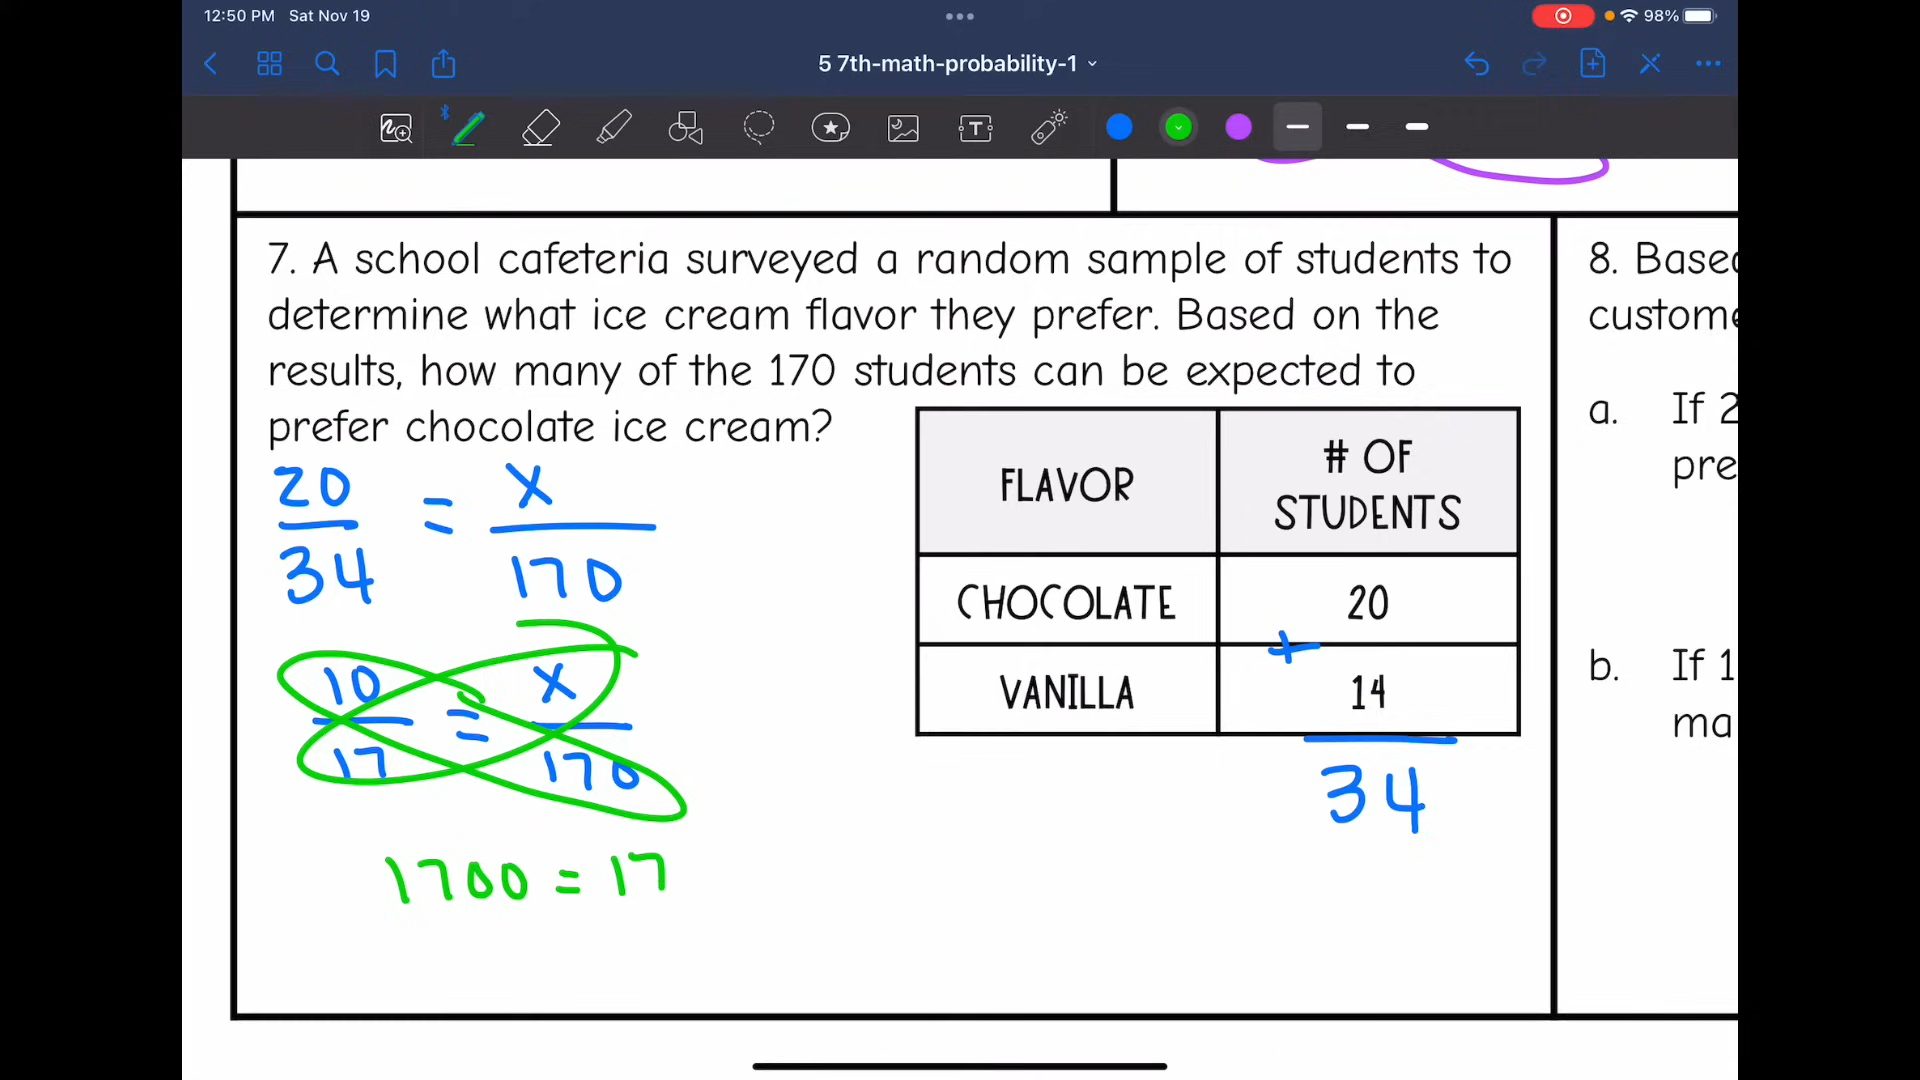 12:50 PM Sat Nov 19
98%
5 7th-math-probability-1
T
7. A school cafeteria surveyed a random sample of students to
determine what ice cream flavor they prefer. Based on the
results, how many of the 170 students can be expected to
prefer chocolate ice cream?
20/34 = x/170
10/17 = x/170
1700 = 17
FLAVOR # OF STUDENTS
CHOCOLATE 20
+
VANILLA 14
34
8. Based
custome
a. If 2
pre
b. If 1
ma